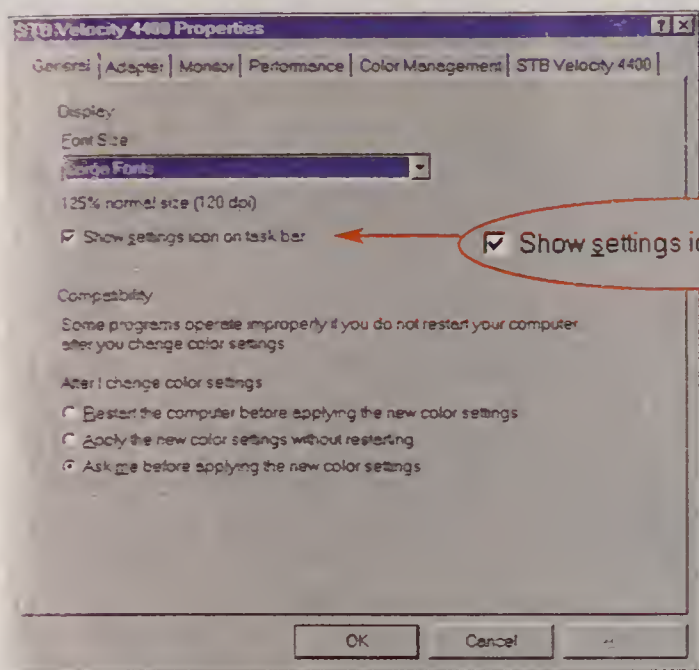 STB Velocity 4400 Properties
General Adapter Monitor Performance Color Management STB Velocity 4400
Display
Font Size
Large Fonts
125% normal size (120 dpi)
Show settings icon on task bar
Show settings
Compatibility
Some programs operate improperly if you do not restart your computer
after you change color settings
After I change color settings
Restart the computer before applying the new color settings
Apply the new color settings without restarting
Ask me before applying the new color settings
OK Cancel